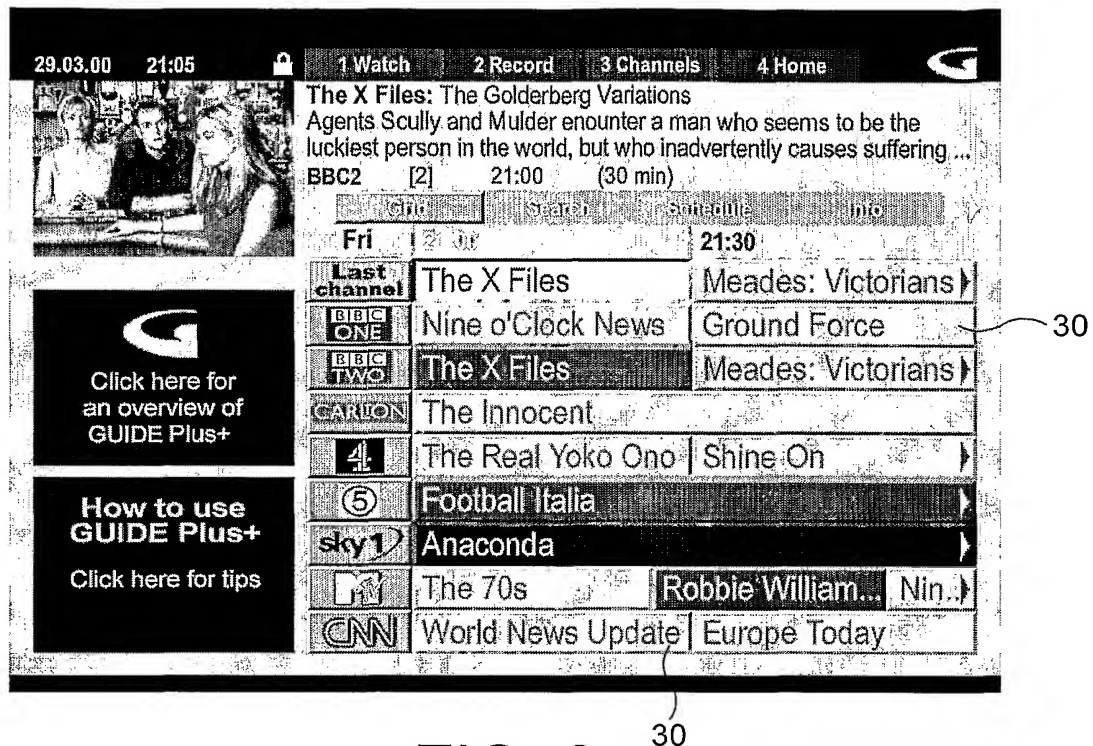 29.03.00 21:05 1 Watch 2 Record 3 Channels 4 Home
The X Files: The Golderberg Variations
Agents Scully and Mulder enounter a man who seems to be the
luckiest person in the world, but who inadvertently causes suffering ...
BBC2 [2] 21:00 (30 min)
Grid Search Schedule Info
Fri 21:30
Last channel The X Files Meades: Victorians
BBC ONE Nine o'Clock News Ground Force
30
BBC TWO The X Files Meades: Victorians
CARLTON The Innocent
4 The Real Yoko Ono Shine On
5 Football Italia
sky1 Anaconda
MTV The 70s Robbie William... Nin..
CNN World News Update Europe Today
30
Click here for
an overview of
GUIDE Plus+
How to use
GUIDE Plus+
Click here for tips